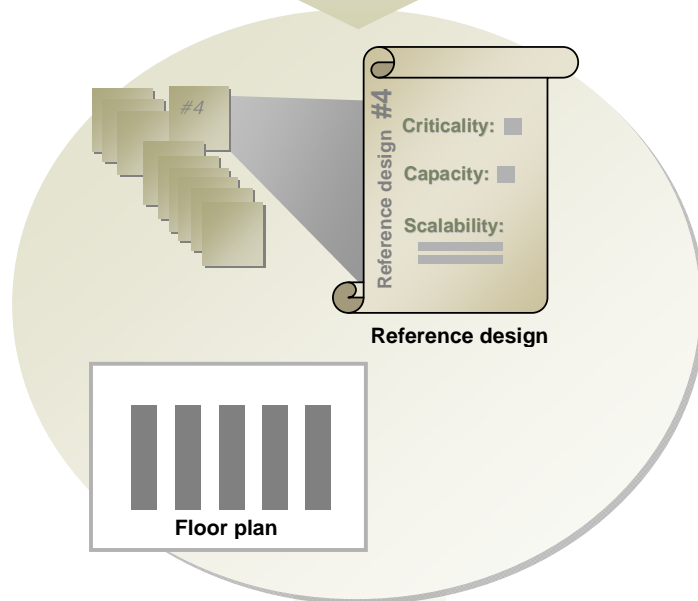 #4
Reference design #4
Criticality:
Capacity:
Scalability:
Reference design
Floor plan